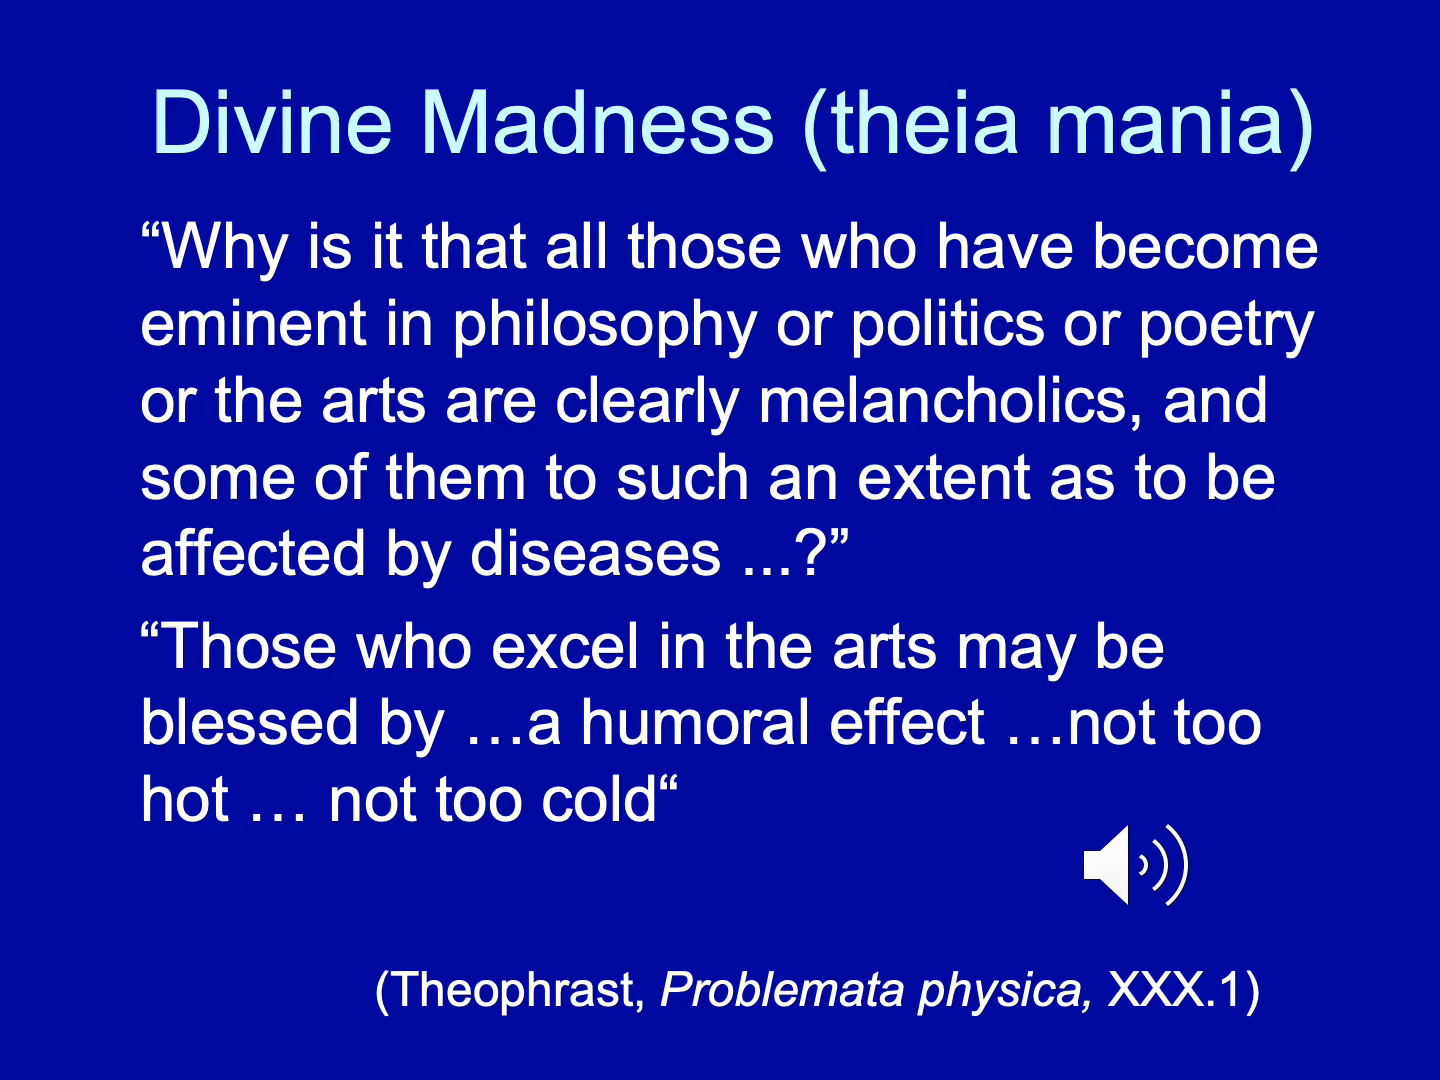 Divine Madness (theia mania)
“Why is it that all those who have become
eminent in philosophy or politics or poetry
or the arts are clearly melancholics, and
some of them to such an extent as to be
affected by diseases ...?”
“Those who excel in the arts may be
blessed by …a humoral effect …not too
hot … not too cold“
(Theophrast, Problemata physica, XXX.1)